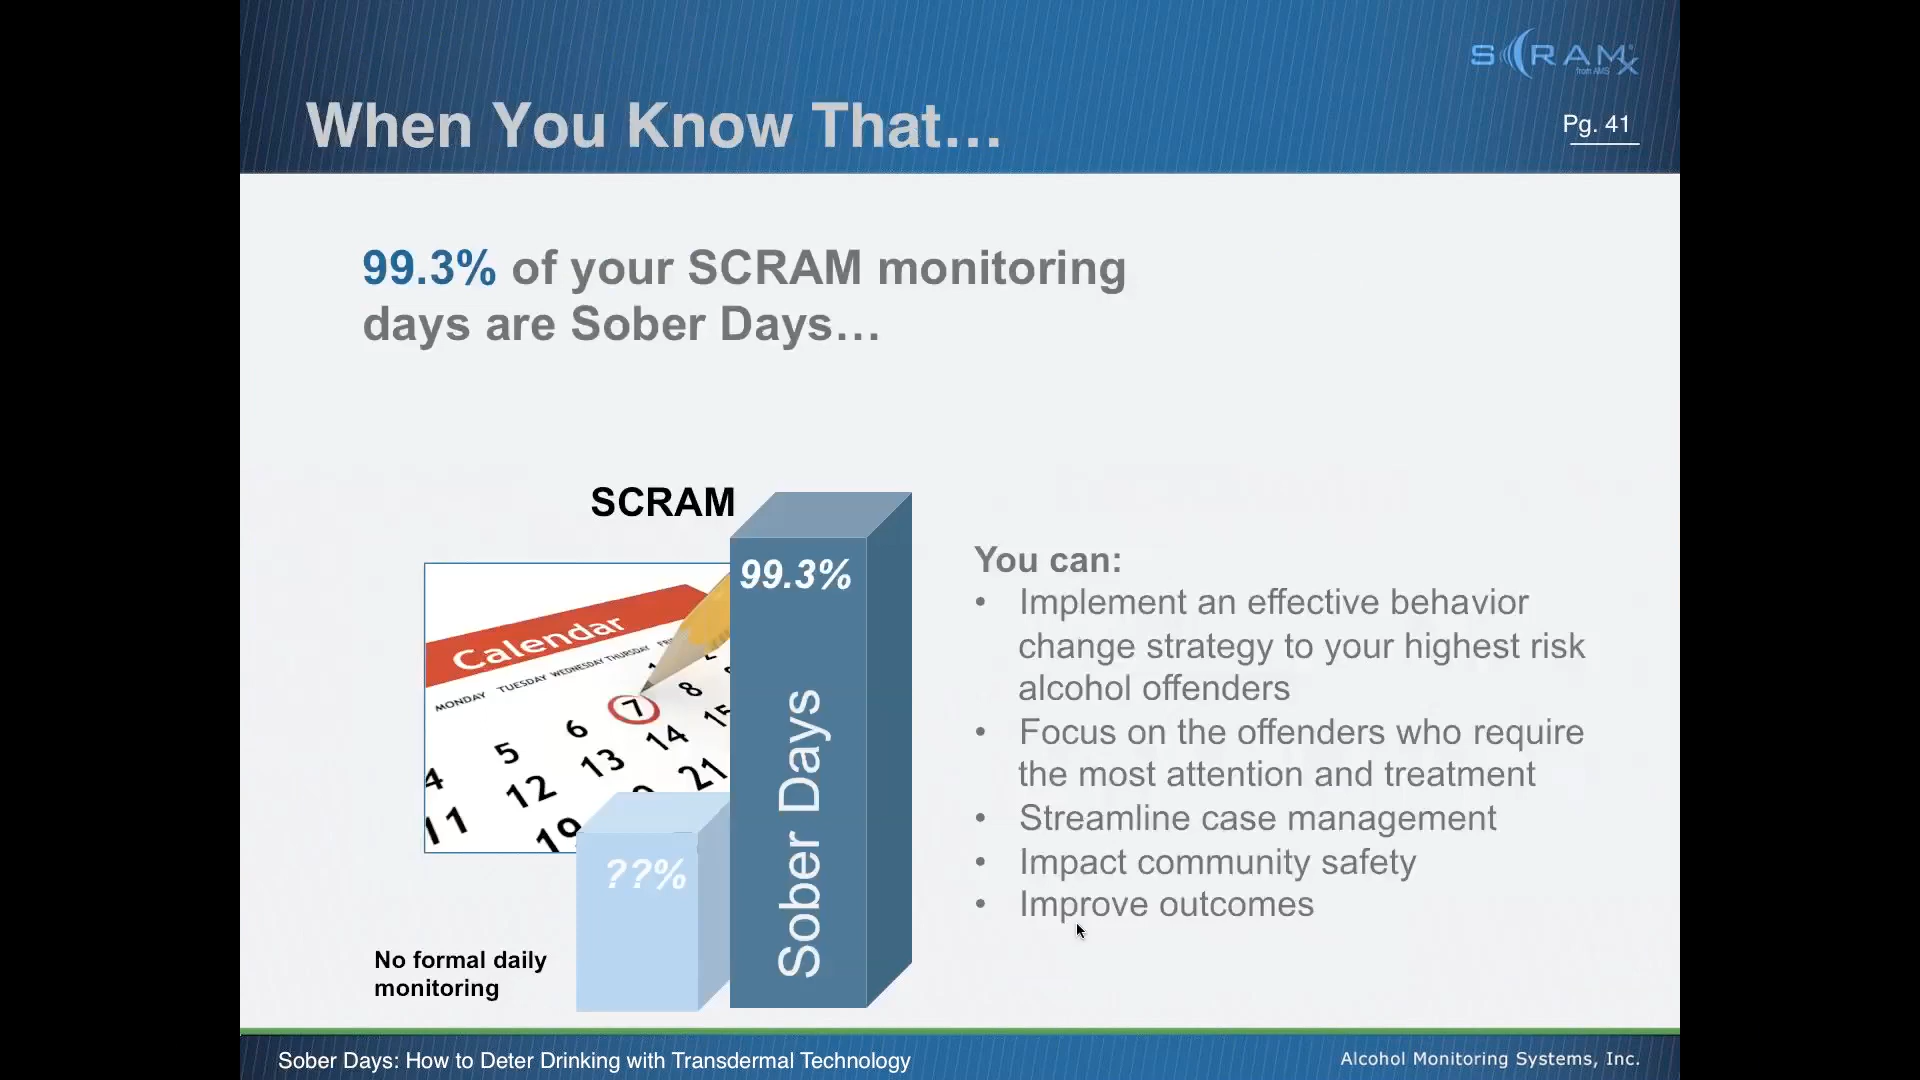 SCRAMx
from AMS
When You Know That...
Pg. 41
99.3% of your SCRAM monitoring
days are Sober Days...
SCRAM
99.3%
Sober Days
Calendar
MONDAY TUESDAY WEDNESDAY THURSDAY
5 6 7 8
4 12 13 14 15
11 19 21
??%
No formal daily
monitoring
You can:
• Implement an effective behavior
change strategy to your highest risk
alcohol offenders
• Focus on the offenders who require
the most attention and treatment
• Streamline case management
• Impact community safety
• Improve outcomes
Sober Days: How to Deter Drinking with Transdermal Technology
Alcohol Monitoring Systems, Inc.